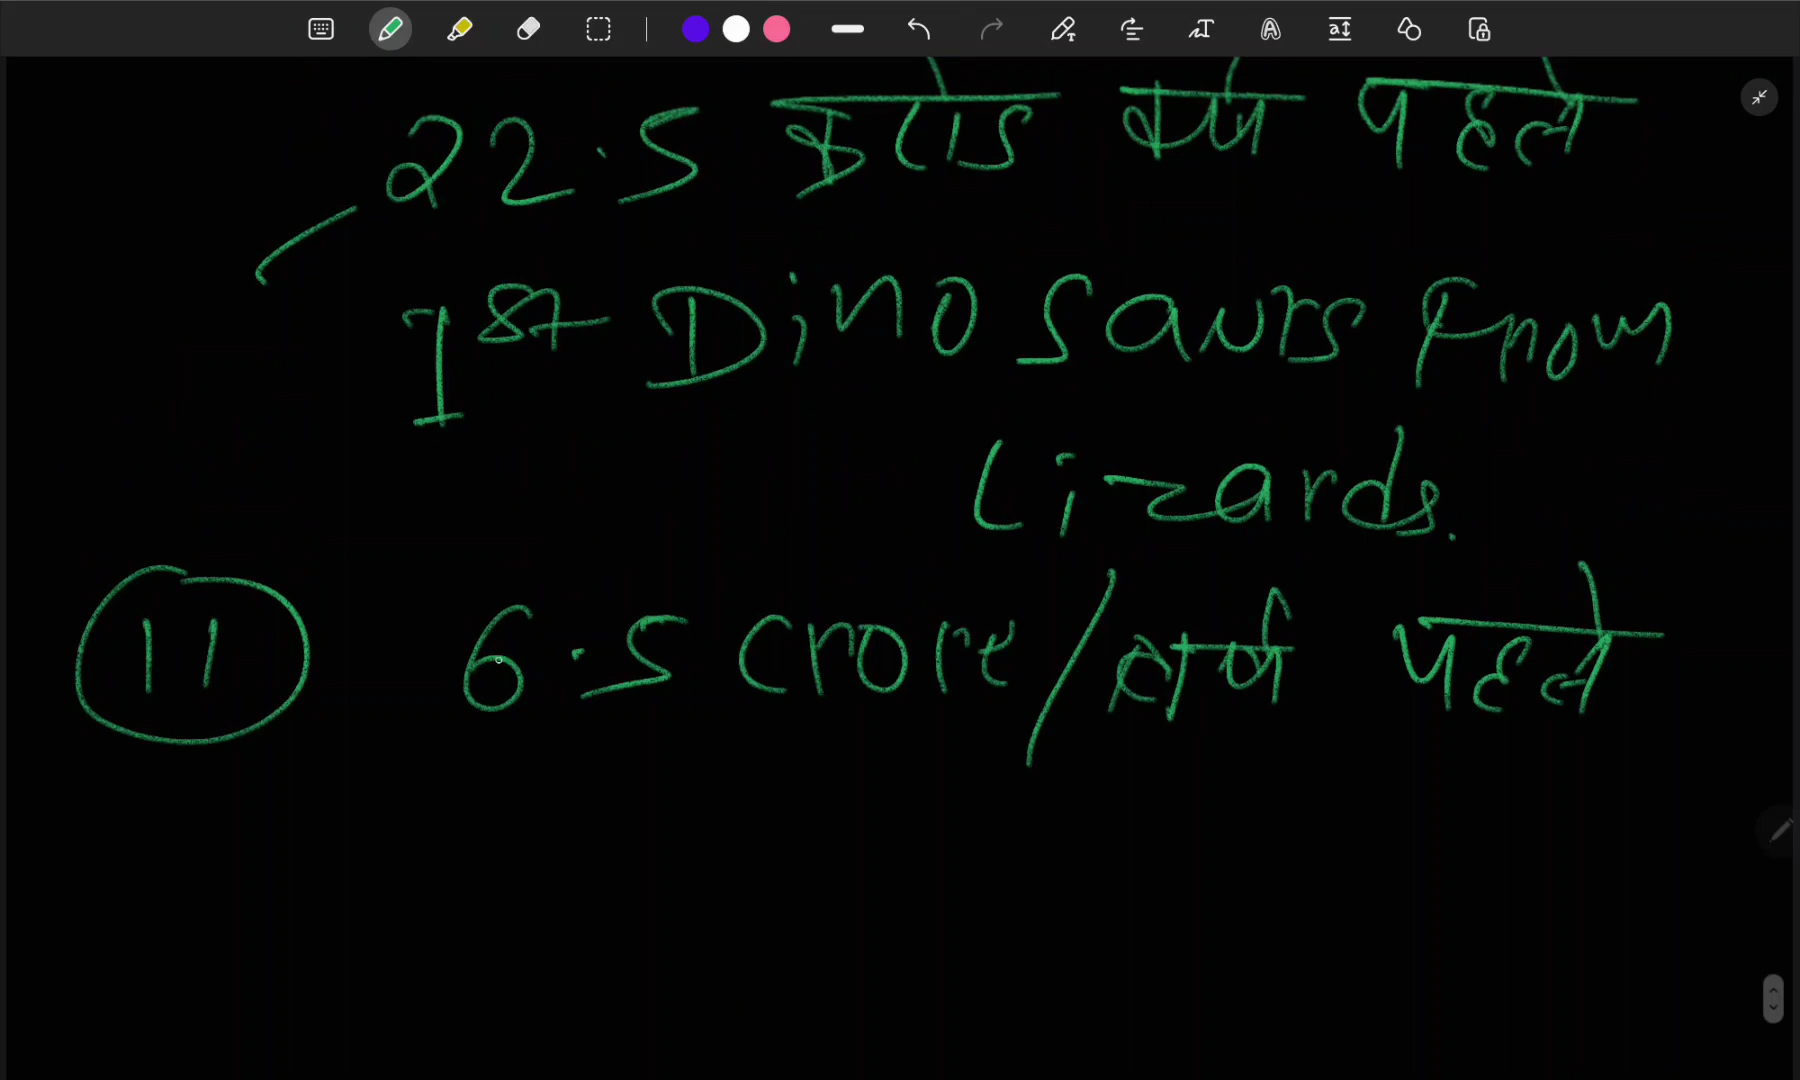 22.5 करोड़ वर्ष पहले
1st Dinosaurs From
Lizards.
11 6.5 crore / वर्ष पहले